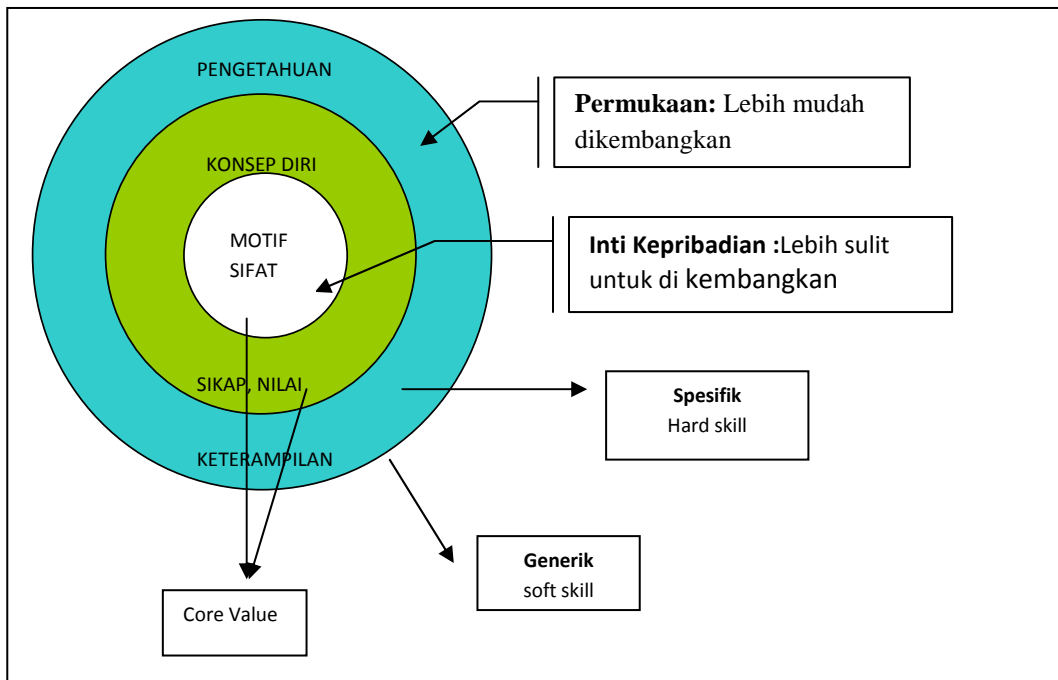 PENGETAHUAN
KONSEP DIRI
MOTIF
SIFAT
SIKAP, NILAI
KETERAMPILAN
Permukaan: Lebih mudah
dikembangkan
Inti Kepribadian :Lebih sulit
untuk di kembangkan
Spesifik
Hard skill
Generik
soft skill
Core Value